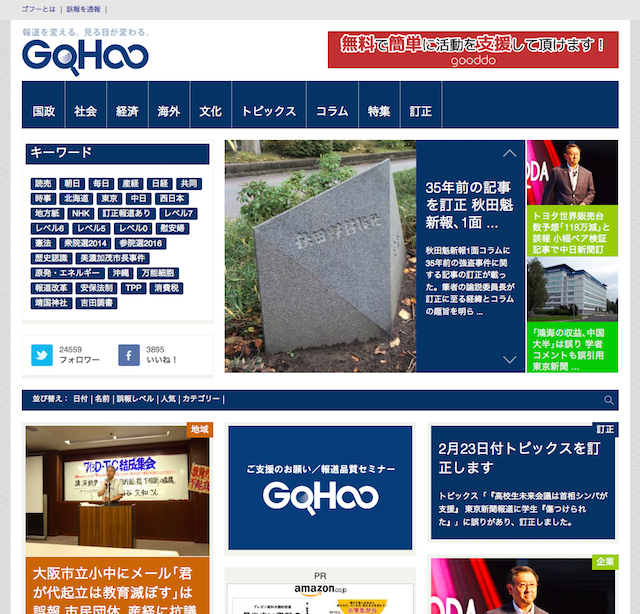 ゴフーとは | 誤報を通報 |
報道を変える。見る目が変わる。
GoHoo
無料で簡単に活動を支援して頂けます!
gooddo
国政 社会 経済 海外 文化 トピックス コラム 特集 訂正
キーワード
読売 朝日 毎日 産経 日経 共同
時事 北海道 東京 中日 西日本
地方紙 NHK 訂正報道あり レベル7
レベル6 レベル5 レベル0 慰安婦
憲法 衆院選2014 参院選2016
歴史認識 美濃加茂市長事件
原発・エネルギー 沖縄 万能細胞
報道改革 安保法制 TPP 消費税
靖国神社 吉田調書
24559
フォロワー
3895
いいね!
35年前の記事
を訂正 秋田魁
新報、1面 ...
秋田魁新報1面コラムに
35年前の強盗事件に関
する記事の訂正が載っ
た。筆者の論説委員長が
訂正に至る経緯とコラム
の趣旨を明ら ...
トヨタ世界販売台
数予想「118万減」と
誤報 小幅ペア検証
記事で中日新聞訂
「鴻海の収益、中国
大半」は誤り 学者
コメントも誤引用
東京新聞 ...
並び替え: 日付 | 名前 | 誤報レベル | 人気 | カテゴリー |
地域
大阪市立小中にメール「君
が代起立は教育滅ぼす」は
誤報 市民団体、産経に抗議
ご支援のお願い/報道品質セミナー
GoHoo
PR
amazon.co.jp
訂正
2月23日付トピックスを訂
正します
トピックス「『高校生未来会議は首相シンパが
支援』 東京新聞報道に学生『傷つけられ
た』」に誤りがあり、訂正しました。
企業